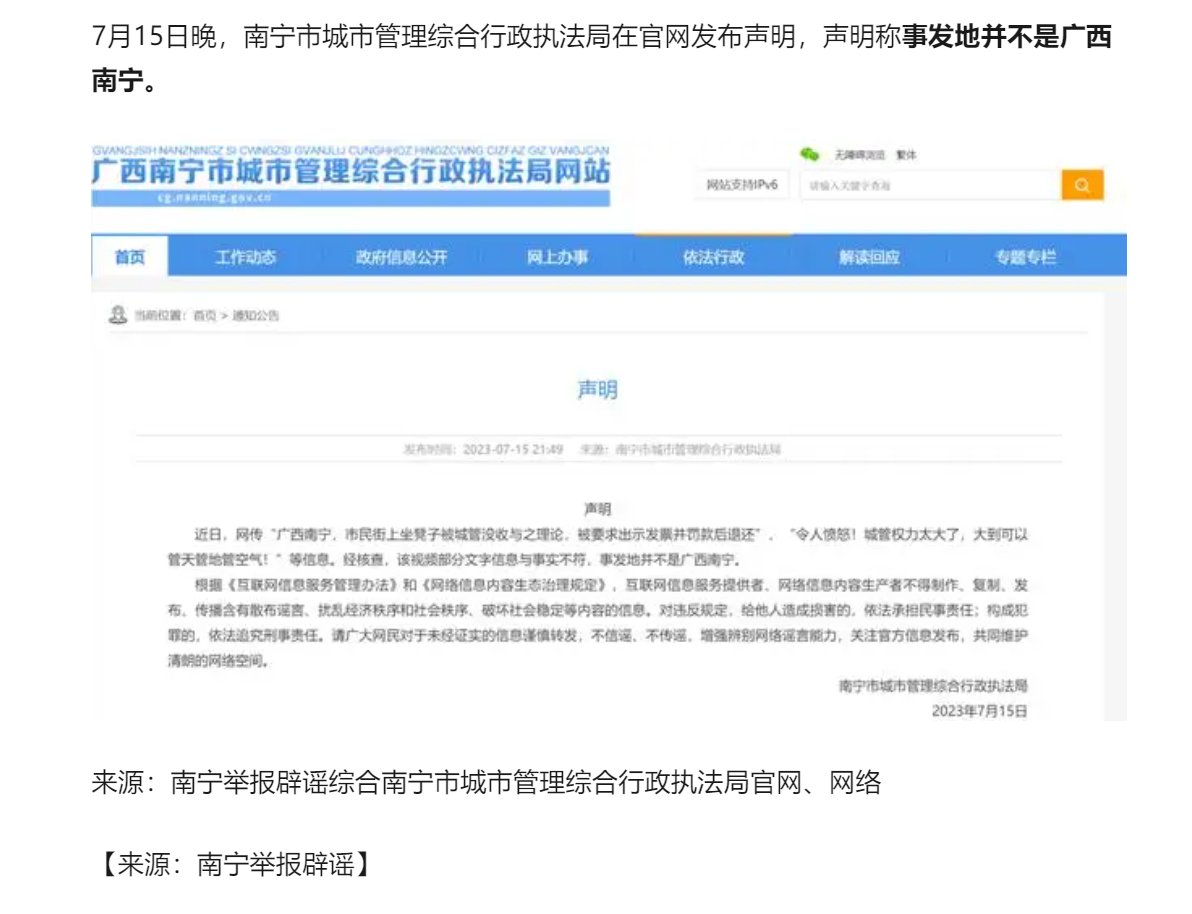 7月15日晚，南宁市城市管理综合行政执法局在官网发布声明，声明称事发地并不是广西
南宁。
GVANGJSIH NANZNINGZ SI CWNGZSI GVANJLIJ CUNGHHOZ HINGZCWNG CIZFAZ GIZ VANGJCAN
广西南宁市城市管理综合行政执法局网站
cg.nanning.gov.cn
无障碍浏览 繁体
网站支持IPv6
请输入关键字查询
首页 工作动态 政府信息公开 网上办事 依法行政 解读回应 专题专栏
当前位置：首页 > 通知公告
声明
发布时间：2023-07-15 21:49 来源：南宁市城市管理综合行政执法局
声明
近日，网传“广西南宁，市民街上坐凳子被城管没收与之理论，被要求出示发票并罚款后退还”、“令人愤怒！城管权力太大了，大到可以
管天管地管空气！”等信息。经核查，该视频部分文字信息与事实不符，事发地并不是广西南宁。
根据《互联网信息服务管理办法》和《网络信息内容生态治理规定》，互联网信息服务提供者、网络信息内容生产者不得制作、复制、发
布、传播含有散布谣言、扰乱经济秩序和社会秩序、破坏社会稳定等内容的信息。对违反规定，给他人造成损害的，依法承担民事责任；构成犯
罪的，依法追究刑事责任。请广大网民对于未经证实的信息谨慎转发，不信谣、不传谣，增强辨别网络谣言能力，关注官方信息发布，共同维护
清朗的网络空间。
南宁市城市管理综合行政执法局
2023年7月15日
来源：南宁举报辟谣综合南宁市城市管理综合行政执法局官网、网络
【来源：南宁举报辟谣】